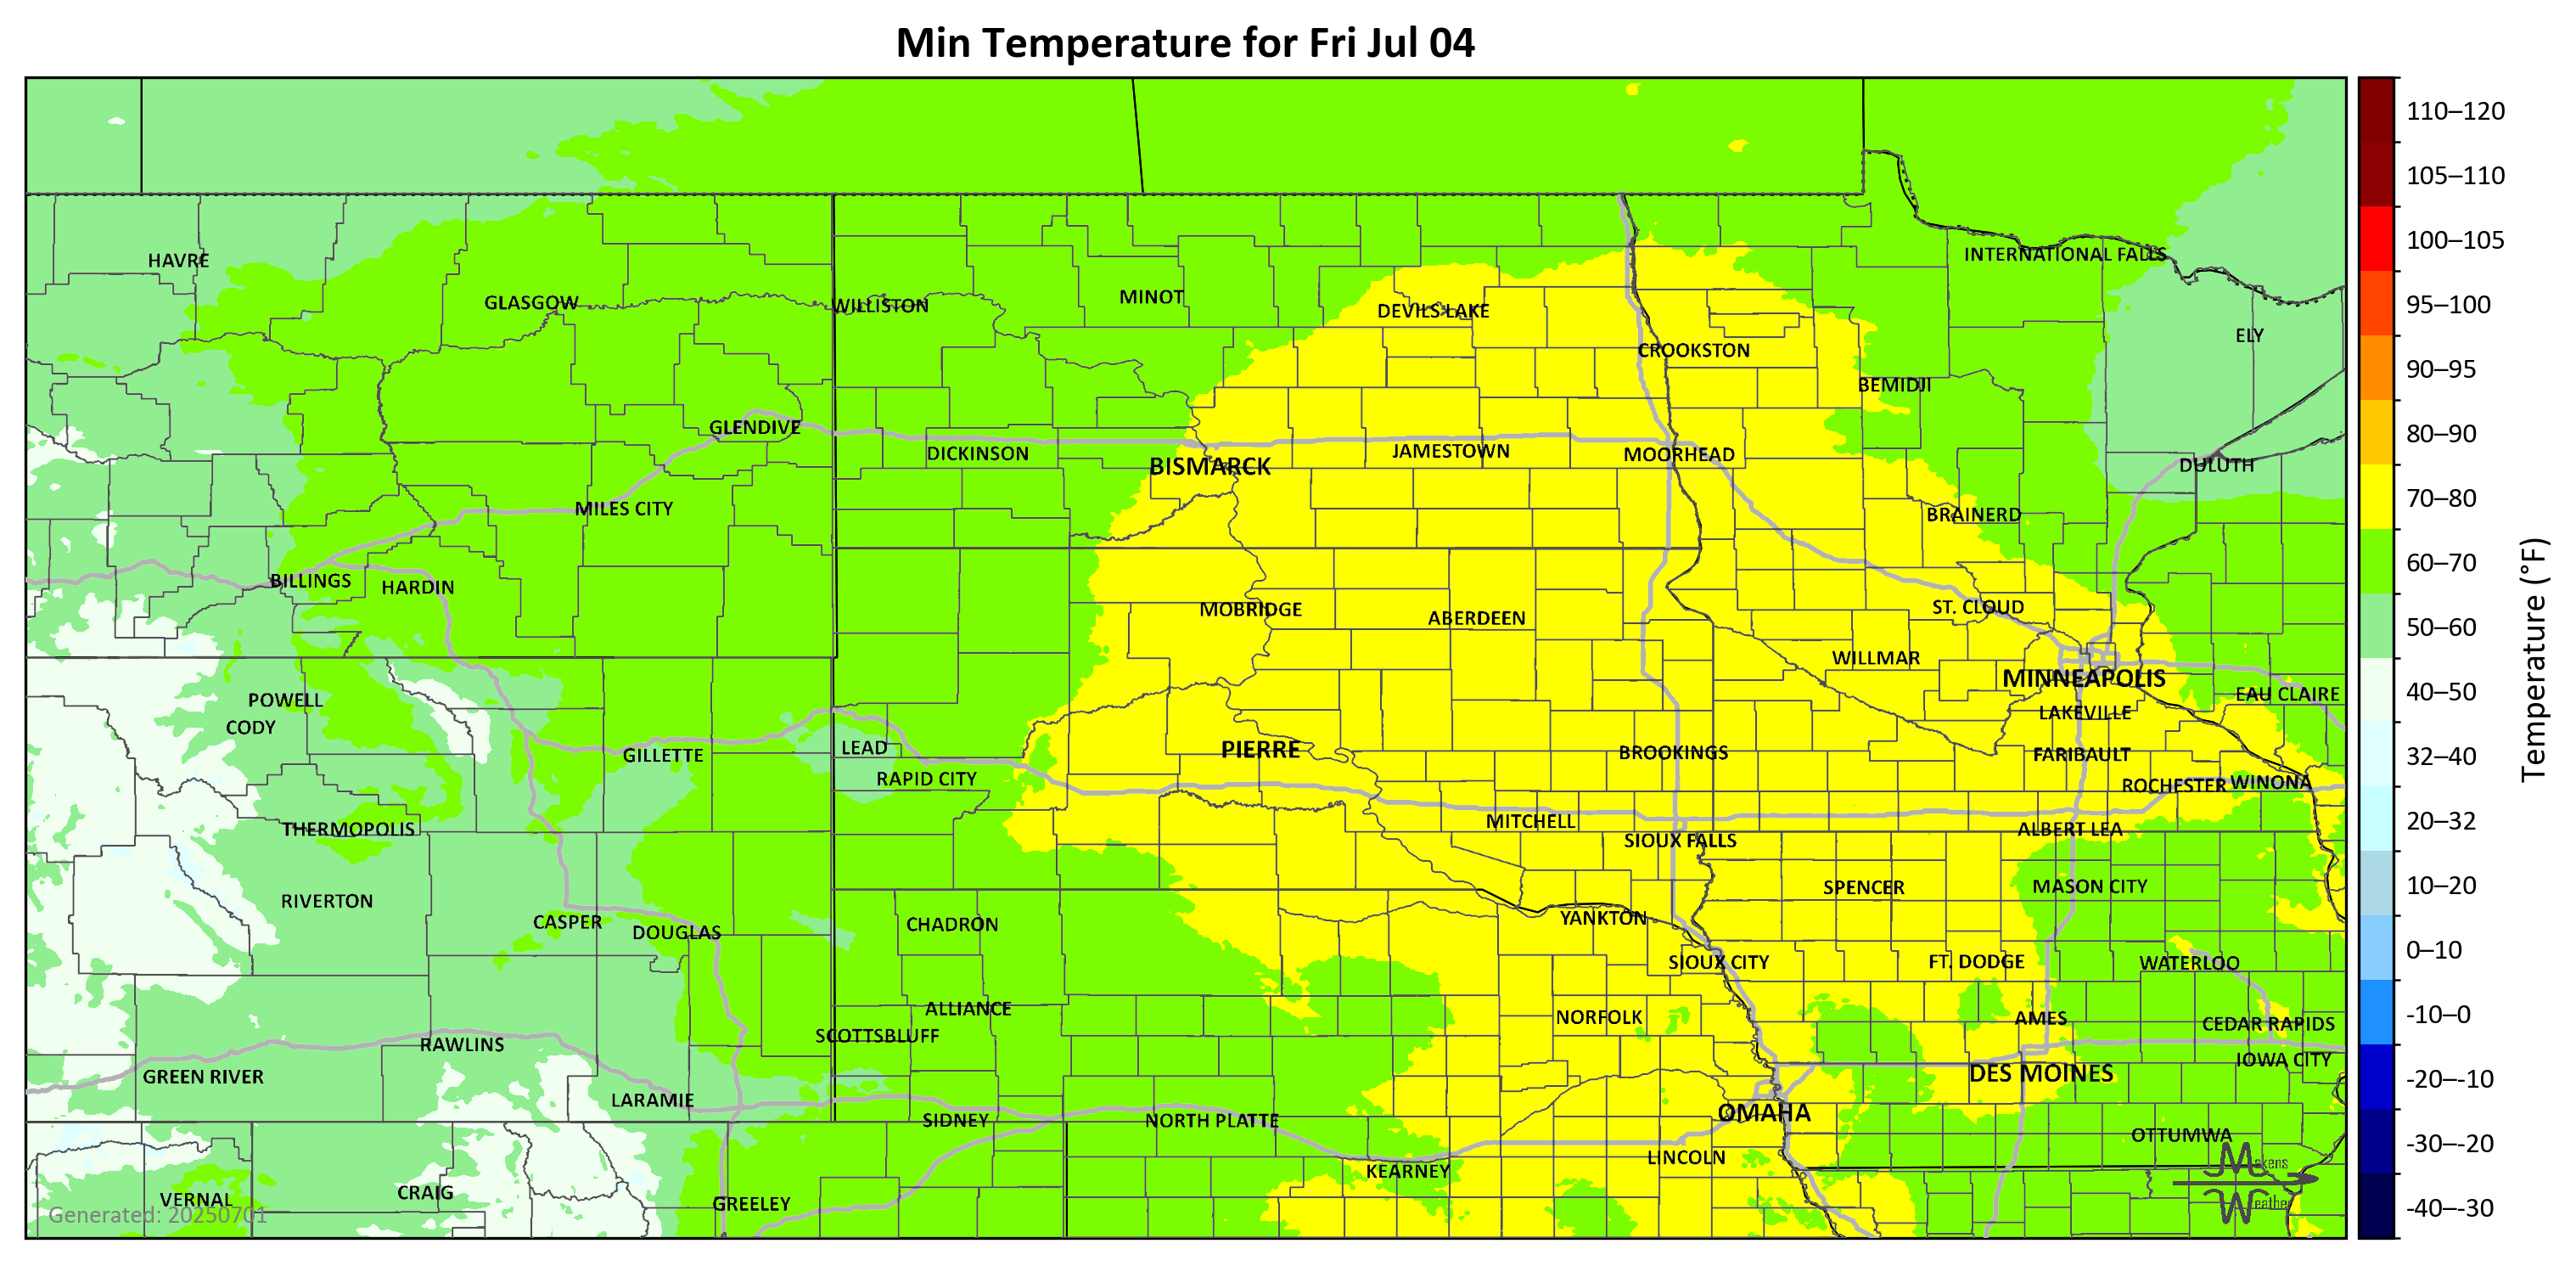 Min Temperature for Fri Jul 04
HAVRE
GLASGOW
WILLISTON
MINOT
DEVILS LAKE
INTERNATIONAL FALLS
ELY
CROOKSTON
BEMIDJI
GLENDIVE
DICKINSON
BISMARCK
JAMESTOWN
MOORHEAD
DULUTH
MILES CITY
BRAINERD
BILLINGS
HARDIN
MOBRIDGE
ABERDEEN
ST. CLOUD
WILLMAR
MINNEAPOLIS
EAU CLAIRE
POWELL
CODY
LAKEVILLE
GILLETTE
LEAD
RAPID CITY
PIERRE
BROOKINGS
FARIBAULT
ROCHESTER
WINONA
THERMOPOLIS
MITCHELL
SIOUX FALLS
ALBERT LEA
RIVERTON
SPENCER
MASON CITY
CASPER
DOUGLAS
CHADRON
YANKTON
SIOUX CITY
FT. DODGE
WATERLOO
ALLIANCE
NORFOLK
AMES
CEDAR RAPIDS
SCOTTSBLUFF
RAWLINS
IOWA CITY
GREEN RIVER
DES MOINES
LARAMIE
SIDNEY
NORTH PLATTE
OMAHA
OTTUMWA
KEARNEY
LINCOLN
VERNAL
CRAIG
GREELEY
Generated: 20250701
Makens
Weather
110–120
105–110
100–105
95–100
90–95
80–90
70–80
60–70
50–60
40–50
32–40
20–32
10–20
0–10
-10–0
-20–-10
-30–-20
-40–-30
Temperature (°F)